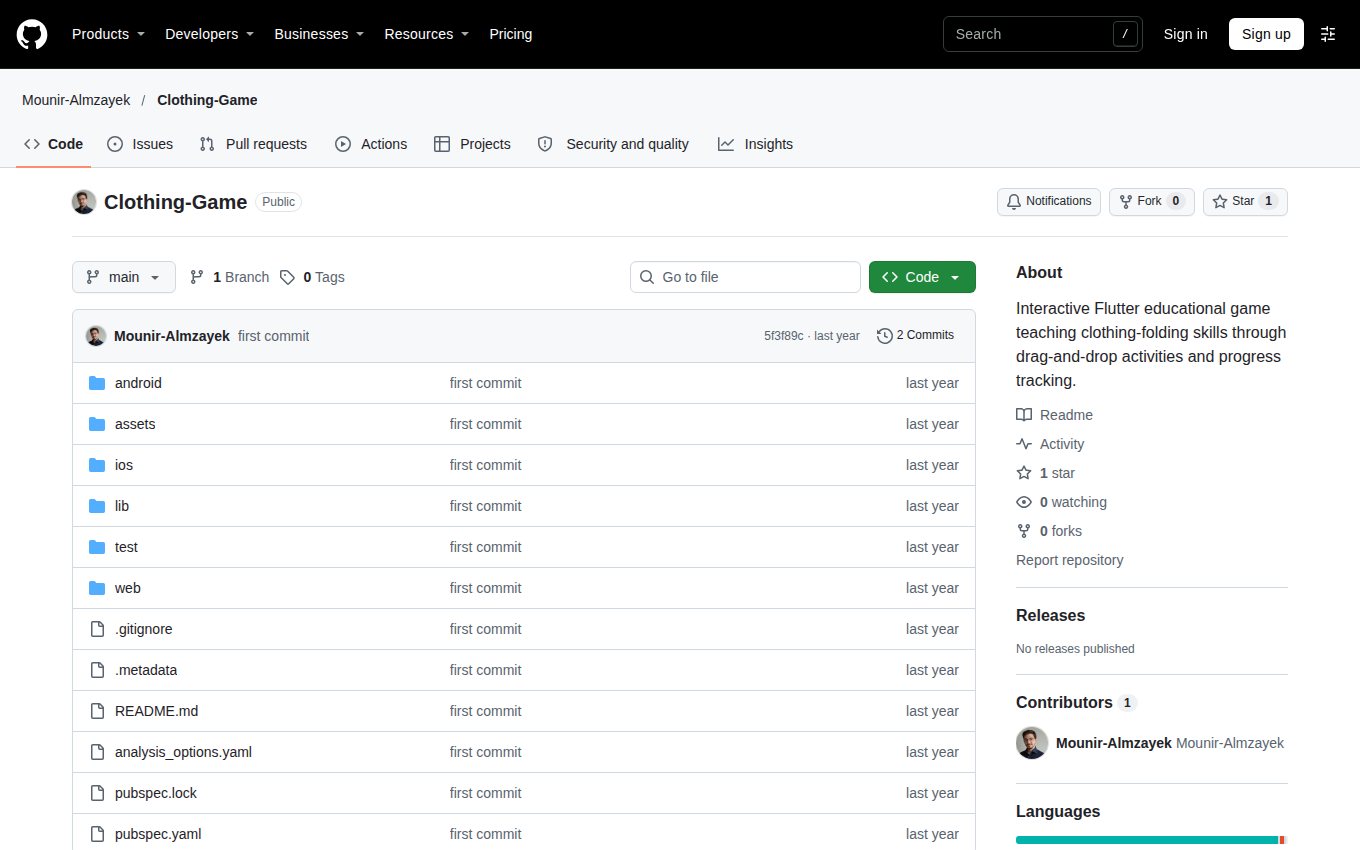 Products Developers Businesses Resources Pricing Search / Sign in Sign up
Mounir-Almzayek / Clothing-Game
Code Issues Pull requests Actions Projects Security and quality Insights
Clothing-Game Public Notifications Fork 0 Star 1
main 1 Branch 0 Tags Go to file Code
Mounir-Almzayek first commit 5f3f89c · last year 2 Commits
android first commit last year
assets first commit last year
ios first commit last year
lib first commit last year
test first commit last year
web first commit last year
.gitignore first commit last year
.metadata first commit last year
README.md first commit last year
analysis_options.yaml first commit last year
pubspec.lock first commit last year
pubspec.yaml first commit last year
About
Interactive Flutter educational game
teaching clothing-folding skills through
drag-and-drop activities and progress
tracking.
Readme
Activity
1 star
0 watching
0 forks
Report repository
Releases
No releases published
Contributors 1
Mounir-Almzayek Mounir-Almzayek
Languages